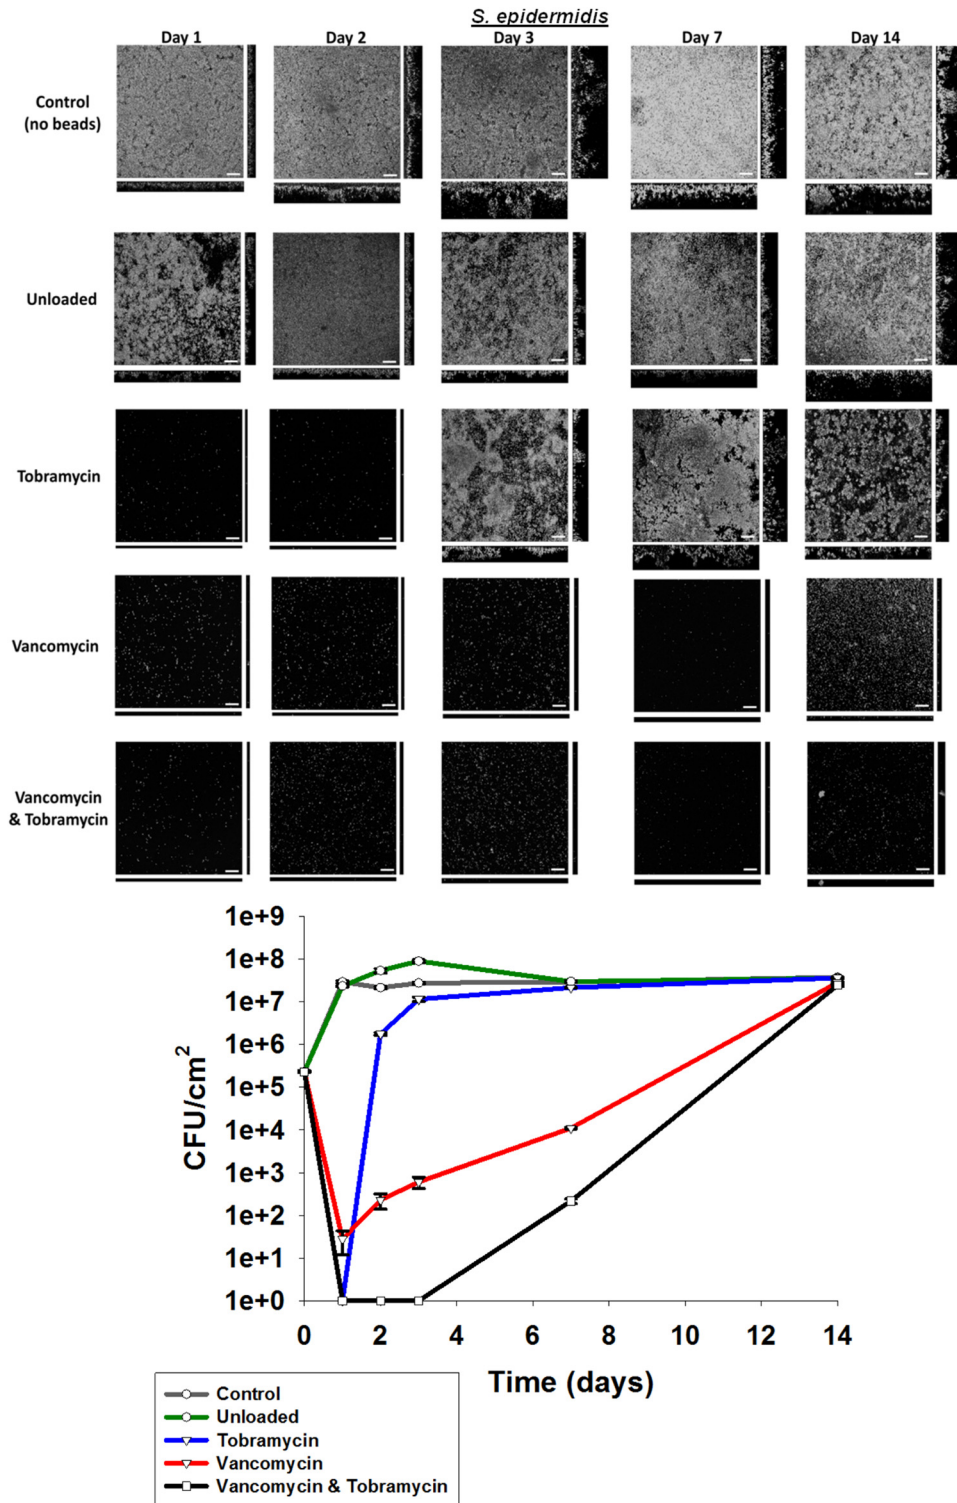 S. epidermidis
Day 1 Day 2 Day 3 Day 7 Day 14
Control
(no beads)
Unloaded
Tobramycin
Vancomycin
Vancomycin
& Tobramycin
1e+9
1e+8
1e+7
1e+6
1e+5
1e+4
1e+3
1e+2
1e+1
1e+0
CFU/cm²
0 2 4 6 8 10 12 14
Time (days)
Control
Unloaded
Tobramycin
Vancomycin
Vancomycin & Tobramycin